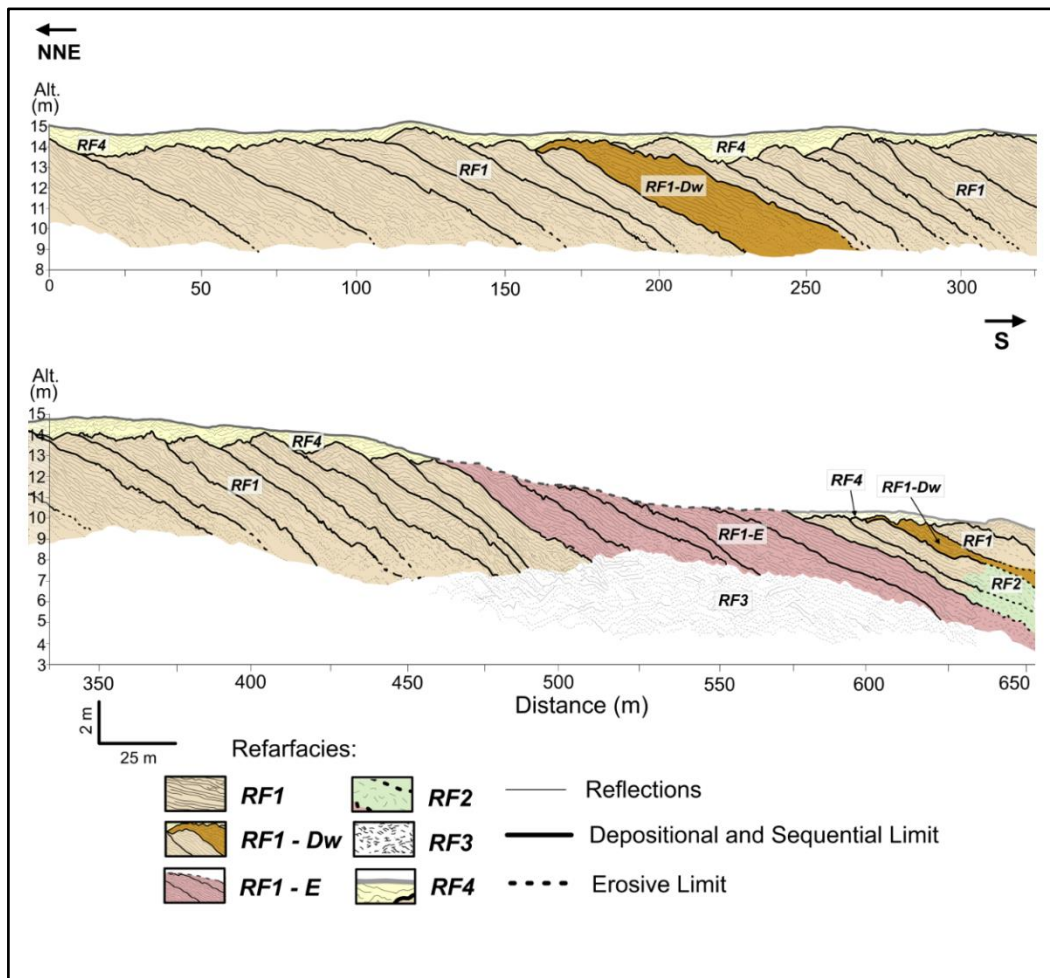 NNE
Alt.
(m)
15
14
13
12
11
10
9
8
RF4
RF1
RF1-Dw
RF4
RF1
0
50
100
150
200
250
300
S
Alt.
(m)
15
14
13
12
11
10
9
8
7
6
5
4
3
RF4
RF1
RF1-E
RF3
RF4
RF1-Dw
RF1
RF2
350
400
450
500
550
600
650
Distance (m)
2 m
25 m
Refarfacies:
RF1
RF2
Reflections
RF1 - Dw
RF3
Depositional and Sequential Limit
RF1 - E
RF4
Erosive Limit